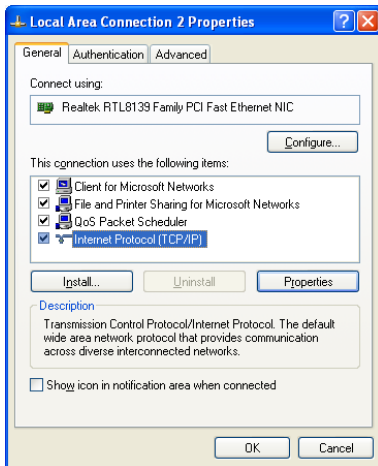 Local Area Connection 2 Properties
General Authentication Advanced
Connect using:
Realtek RTL8139 Family PCI Fast Ethernet NIC
Configure...
This connection uses the following items:
Client for Microsoft Networks
File and Printer Sharing for Microsoft Networks
QoS Packet Scheduler
Internet Protocol (TCP/IP)
Install... Uninstall Properties
Description
Transmission Control Protocol/Internet Protocol. The default
wide area network protocol that provides communication
across diverse interconnected networks.
Show icon in notification area when connected
OK Cancel